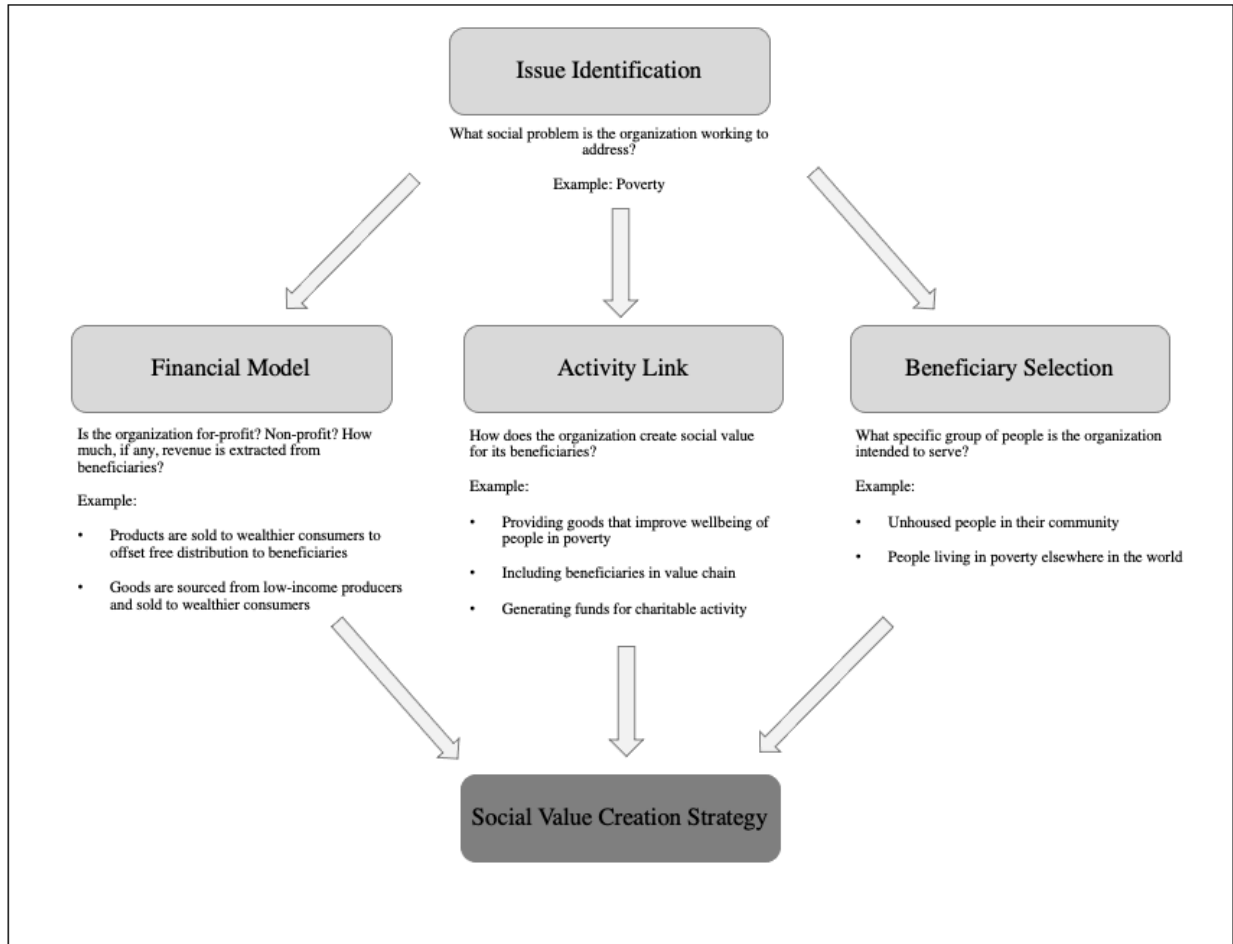 Issue Identification
What social problem is the organization working to
address?
Example: Poverty
Financial Model
Is the organization for-profit? Non-profit? How
much, if any, revenue is extracted from
beneficiaries?
Example:
• Products are sold to wealthier consumers to
offset free distribution to beneficiaries
• Goods are sourced from low-income producers
and sold to wealthier consumers
Activity Link
How does the organization create social value
for its beneficiaries?
Example:
• Providing goods that improve wellbeing of
people in poverty
• Including beneficiaries in value chain
• Generating funds for charitable activity
Beneficiary Selection
What specific group of people is the organization
intended to serve?
Example:
• Unhoused people in their community
• People living in poverty elsewhere in the world
Social Value Creation Strategy